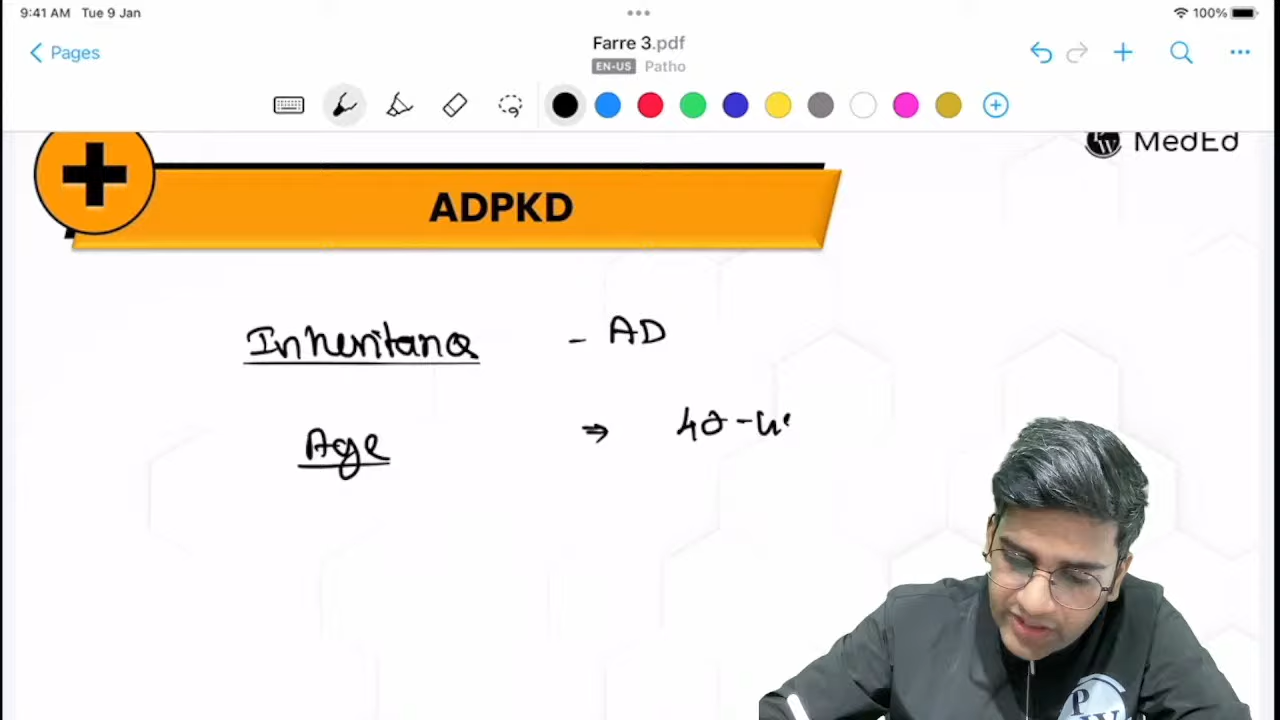 9:41 AM Tue 9 Jan
100%
Pages
Farre 3.pdf
EN-US Patho
MedEd
ADPKD
Inheritance - AD
Age ⇒ 40-4
P